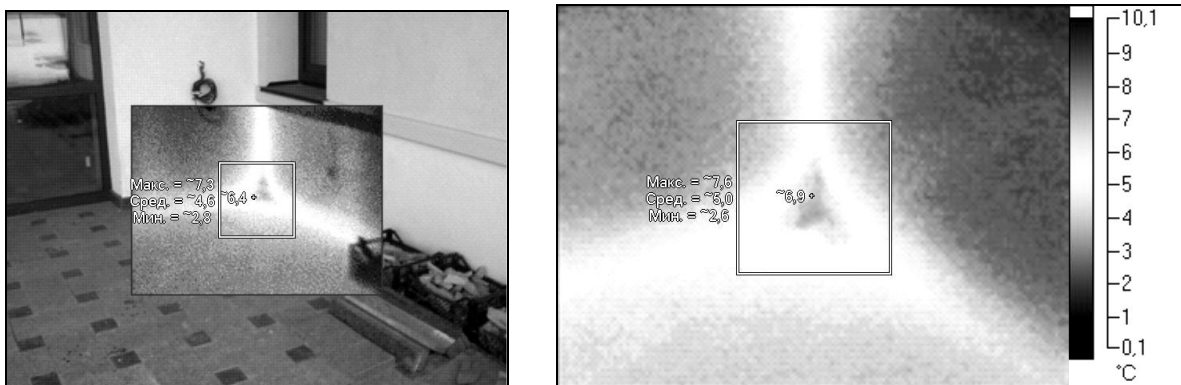 Макс. = ~7,3
Сред. = ~4,6
Мин. = ~2,8
~6,4
Макс. = ~7,6
Сред. = ~5,0
Мин. = ~2,6
~6,9
10,1
9
8
7
6
5
4
3
2
1
-0,1
°C